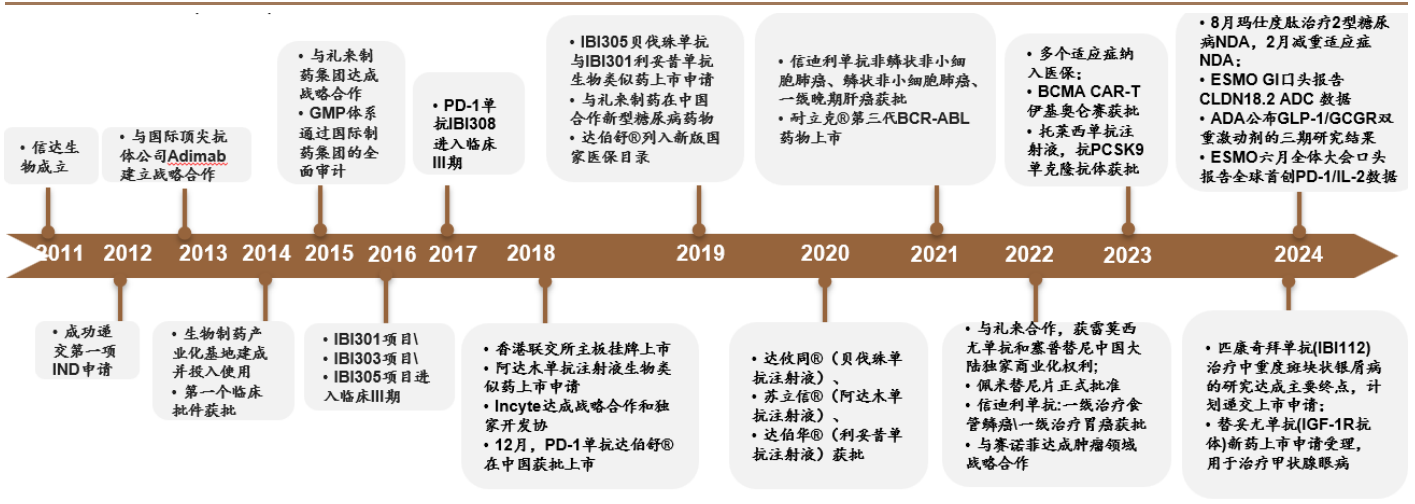 • 信达生
物成立
• 与国际顶尖抗
体公司Adimab
建立战略合作
• 与礼来制
药集团达成
战略合作
• GMP体系
通过国际制
药集团的全
面审计
• PD-1单
抗IBI308
进入临床
III期
• IBI305贝伐珠单抗
与IBI301利妥昔单抗
生物类似药上市申请
• 与礼来制药在中国
合作新型糖尿病药物
• 达伯舒®列入新版国
家医保目录
• 信迪利单抗非鳞状非小细
胞肺癌、鳞状非小细胞肺癌、
一线晚期肝癌获批
• 耐立克®第三代BCR-ABL
药物上市
• 多个适应症纳
入医保;
• BCMA CAR-T
伊基奥仑赛获批
• 托莱西单抗注
射液，抗PCSK9
单克隆抗体获批
• 8月玛仕度肽治疗2型糖尿
病NDA，2月减重适应症
NDA；
• ESMO GI口头报告
CLDN18.2 ADC 数据
• ADA公布GLP-1/GCGR双
重激动剂的三期研究结果
• ESMO六月全体大会口头
报告全球首创PD-1/IL-2数据
2011 2012 2013 2014 2015 2016 2017 2018 2019 2020 2021 2022 2023 2024
• 成功递
交第一项
IND申请
• 生物制药产
业化基地建成
并投入使用
• 第一个临床
批件获批
• IBI301项目\
• IBI303项目\
• IBI305项目进
入临床III期
• 香港联交所主板挂牌上市
• 阿达木单抗注射液生物类
似药上市申请
• Incyte达成战略合作和独
家开发协
• 12月，PD-1单抗达伯舒®
在中国获批上市
• 达攸同®（贝伐珠单
抗注射液）、
• 苏立信®（阿达木单
抗注射液）、
• 达伯华®（利妥昔单
抗注射液）获批
• 与礼来合作，获雷莫西
尤单抗和塞普替尼中国大
陆独家商业化权利;
• 佩米替尼片正式批准
• 信迪利单抗:一线治疗食
管鳞癌\一线治疗胃癌获批
• 与赛诺菲达成肿瘤领域
战略合作
• 匹康奇拜单抗(IBI112)
治疗中重度斑块状银屑病
的研究达成主要终点，计
划递交上市申请；
• 替妥尤单抗(IGF-1R抗
体)新药上市申请受理，
用于治疗甲状腺眼病